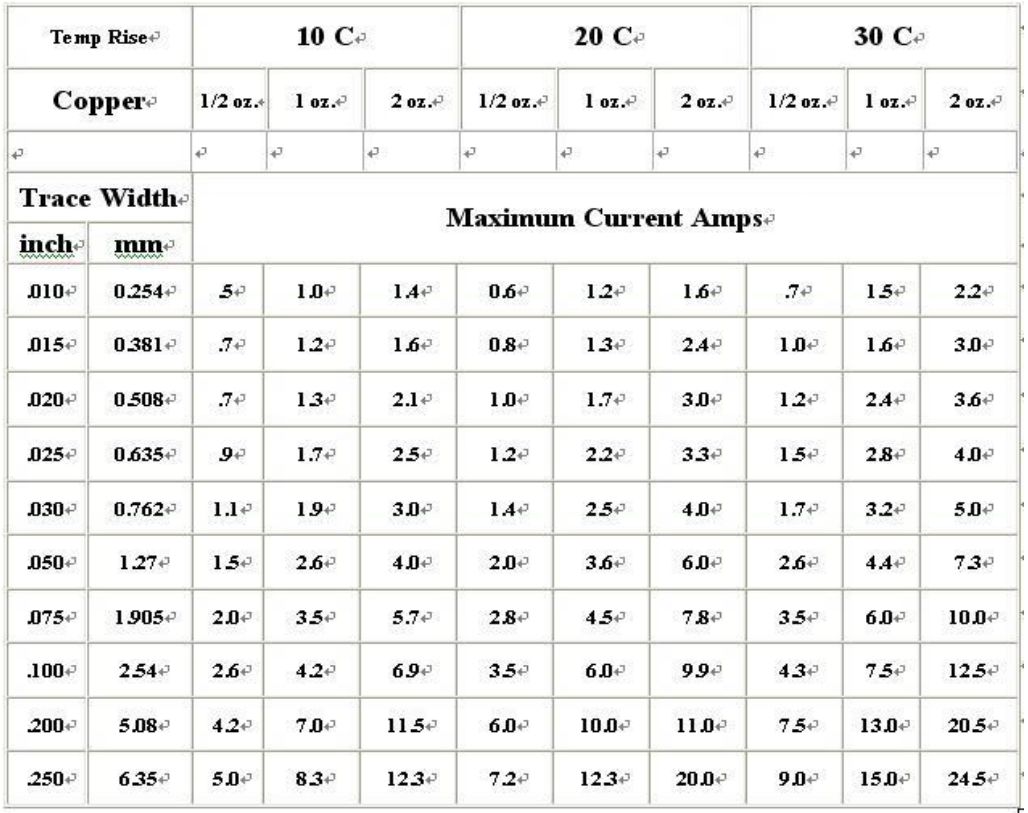 Temp Rise 10 C 20 C 30 C
Copper 1/2 oz. 1 oz. 2 oz. 1/2 oz. 1 oz. 2 oz. 1/2 oz. 1 oz. 2 oz.
Trace Width
Maximum Current Amps
inch mm
.010 0.254 .5 1.0 1.4 0.6 1.2 1.6 .7 1.5 2.2
.015 0.381 .7 1.2 1.6 0.8 1.3 2.4 1.0 1.6 3.0
.020 0.508 .7 1.3 2.1 1.0 1.7 3.0 1.2 2.4 3.6
.025 0.635 .9 1.7 2.5 1.2 2.2 3.3 1.5 2.8 4.0
.030 0.762 1.1 1.9 3.0 1.4 2.5 4.0 1.7 3.2 5.0
.050 1.27 1.5 2.6 4.0 2.0 3.6 6.0 2.6 4.4 7.3
.075 1.905 2.0 3.5 5.7 2.8 4.5 7.8 3.5 6.0 10.0
.100 2.54 2.6 4.2 6.9 3.5 6.0 9.9 4.3 7.5 12.5
.200 5.08 4.2 7.0 11.5 6.0 10.0 11.0 7.5 13.0 20.5
.250 6.35 5.0 8.3 12.3 7.2 12.3 20.0 9.0 15.0 24.5